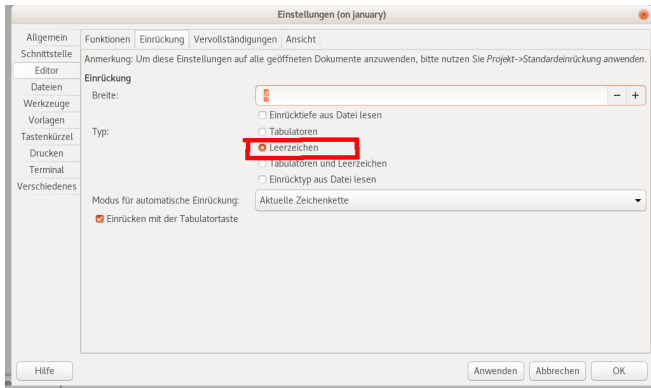 Einstellungen (on january)
Allgemein
Schnittstelle
Editor
Dateien
Werkzeuge
Vorlagen
Tastenkürzel
Drucken
Terminal
Verschiedenes
Funktionen Einrückung Vervollständigungen Ansicht
Anmerkung: Um diese Einstellungen auf alle geöffneten Dokumente anzuwenden, bitte nutzen Sie Projekt->Standardeinrückung anwenden.
Einrückung
Breite: 4
Einrücktiefe aus Datei lesen
Typ: Tabulatoren
Leerzeichen
Tabulatoren und Leerzeichen
Einrücktyp aus Datei lesen
Modus für automatische Einrückung: Aktuelle Zeichenkette
Einrücken mit der Tabulatortaste
Hilfe Anwenden Abbrechen OK